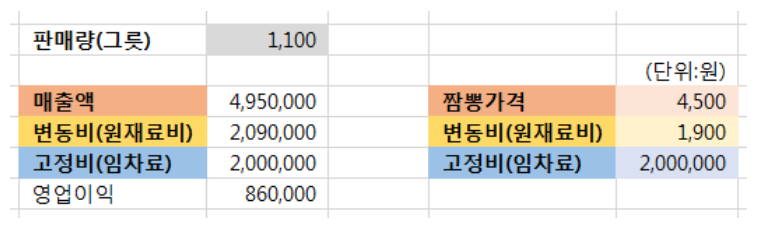 판매량(그릇) 1,100
(단위:원)
매출액 4,950,000 짬뽕가격 4,500
변동비(원재료비) 2,090,000 변동비(원재료비) 1,900
고정비(임차료) 2,000,000 고정비(임차료) 2,000,000
영업이익 860,000